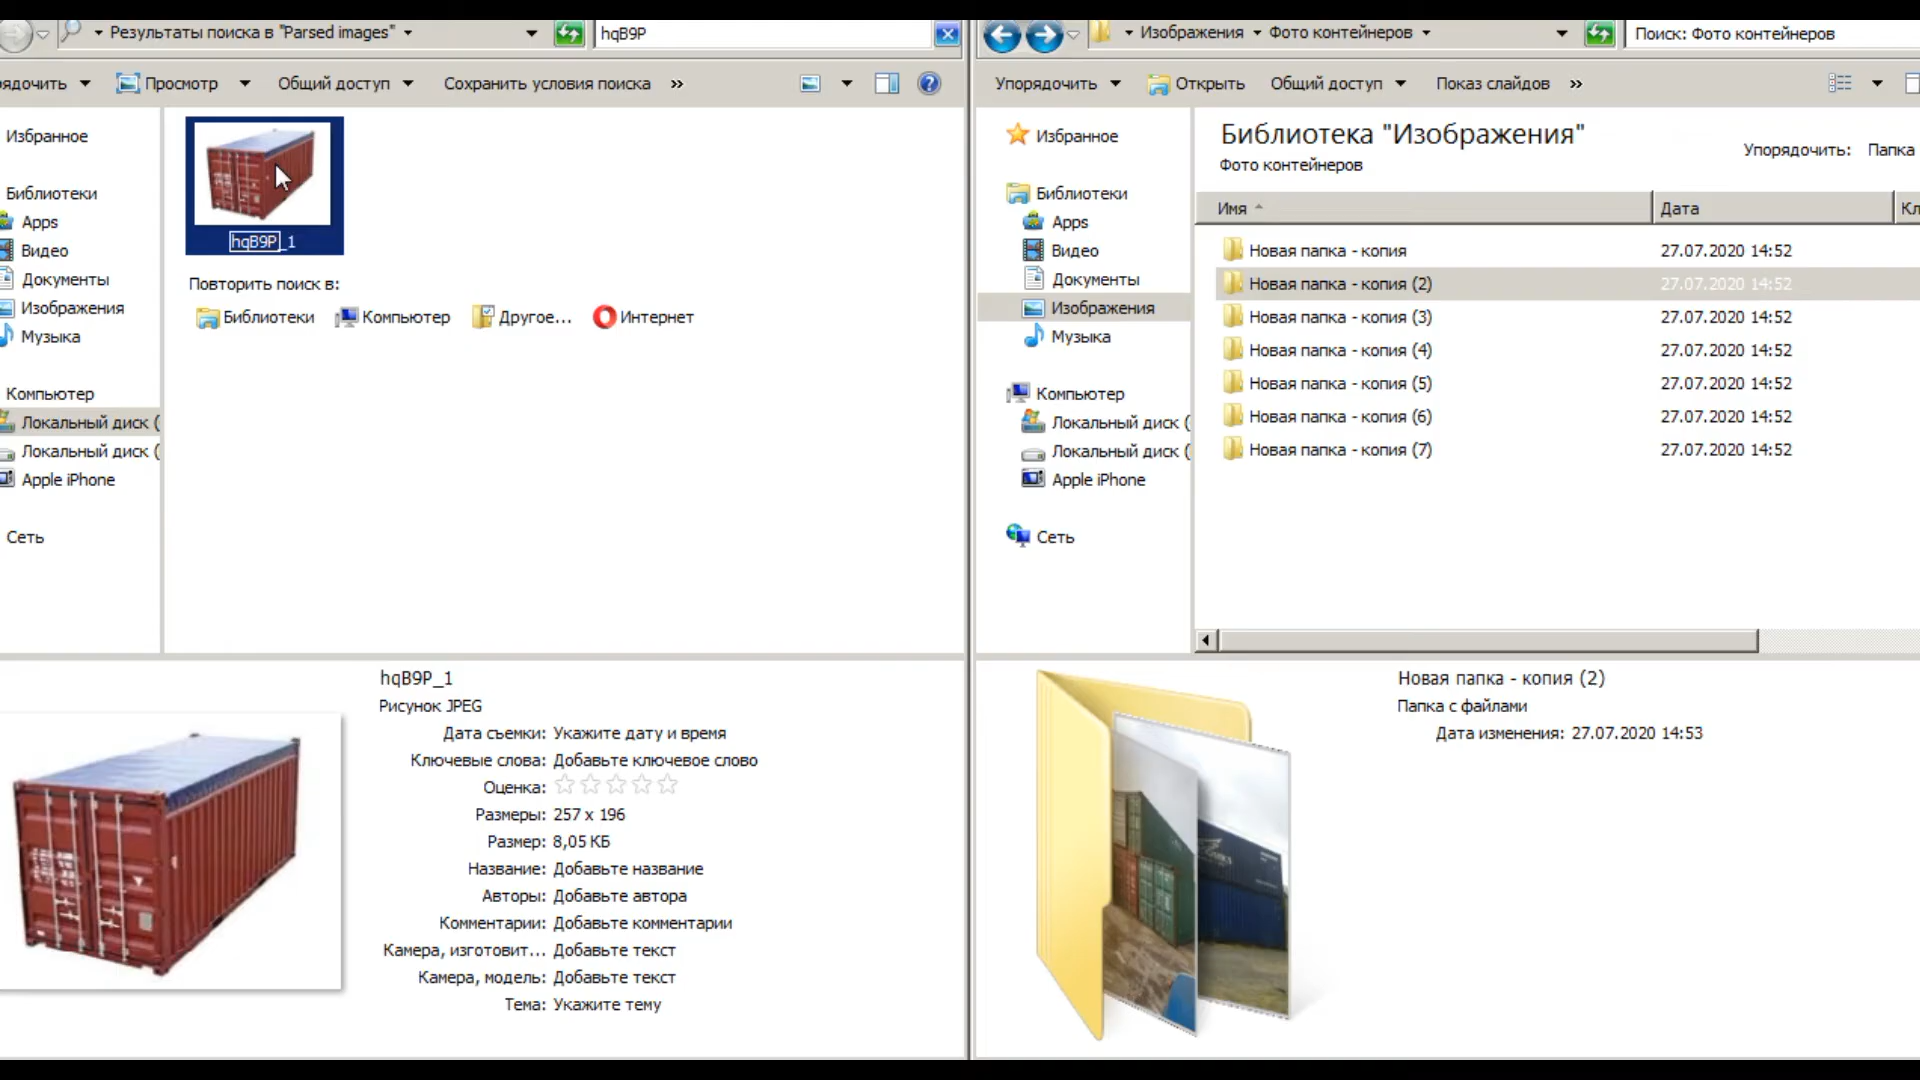 Результаты поиска в "Parsed images"
hqB9P
ядочить
Просмотр
Общий доступ
Сохранить условия поиска
»
Избранное
Библиотеки
Apps
Видео
Документы
Изображения
Музыка
Компьютер
Локальный диск (
Локальный диск (
Apple iPhone
Сеть
hqB9P_1
Повторить поиск в:
Библиотеки
Компьютер
Другое...
Интернет
hqB9P_1
Рисунок JPEG
Дата съемки: Укажите дату и время
Ключевые слова: Добавьте ключевое слово
Оценка:
Размеры: 257 x 196
Размер: 8,05 КБ
Название: Добавьте название
Авторы: Добавьте автора
Комментарии: Добавьте комментарии
Камера, изготовит... Добавьте текст
Камера, модель: Добавьте текст
Тема: Укажите тему
Изображения
Фото контейнеров
Поиск: Фото контейнеров
Упорядочить
Открыть
Общий доступ
Показ слайдов
»
Избранное
Библиотеки
Apps
Видео
Документы
Изображения
Музыка
Компьютер
Локальный диск (
Локальный диск (
Apple iPhone
Сеть
Библиотека "Изображения"
Фото контейнеров
Упорядочить: Папка
Имя Дата Кл
Новая папка - копия 27.07.2020 14:52
Новая папка - копия (2) 27.07.2020 14:52
Новая папка - копия (3) 27.07.2020 14:52
Новая папка - копия (4) 27.07.2020 14:52
Новая папка - копия (5) 27.07.2020 14:52
Новая папка - копия (6) 27.07.2020 14:52
Новая папка - копия (7) 27.07.2020 14:52
Новая папка - копия (2)
Папка с файлами
Дата изменения: 27.07.2020 14:53